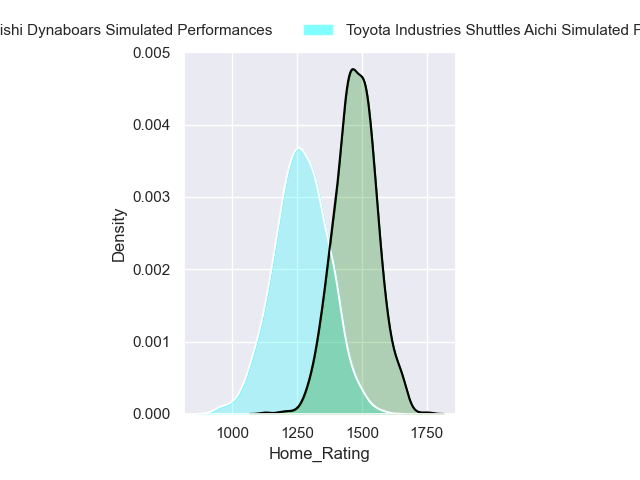 ishi Dynaboars Simulated Performances
Toyota Industries Shuttles Aichi Simulated
0.005
0.004
0.003
0.002
0.001
0.000
Density
1000 1250 1500 1750
Home_Rating